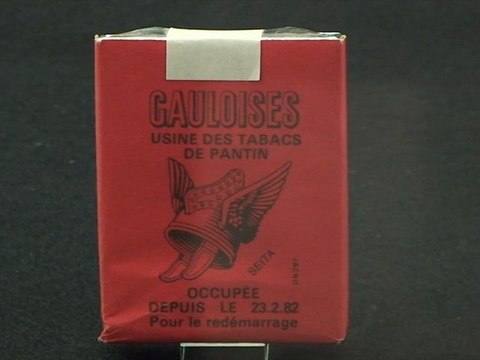 GAULOISES
USINE DES TABACS
DE PANTIN
SEITA
OCCUPÉE
DEPUIS LE 23.2.82
Pour le redémarrage